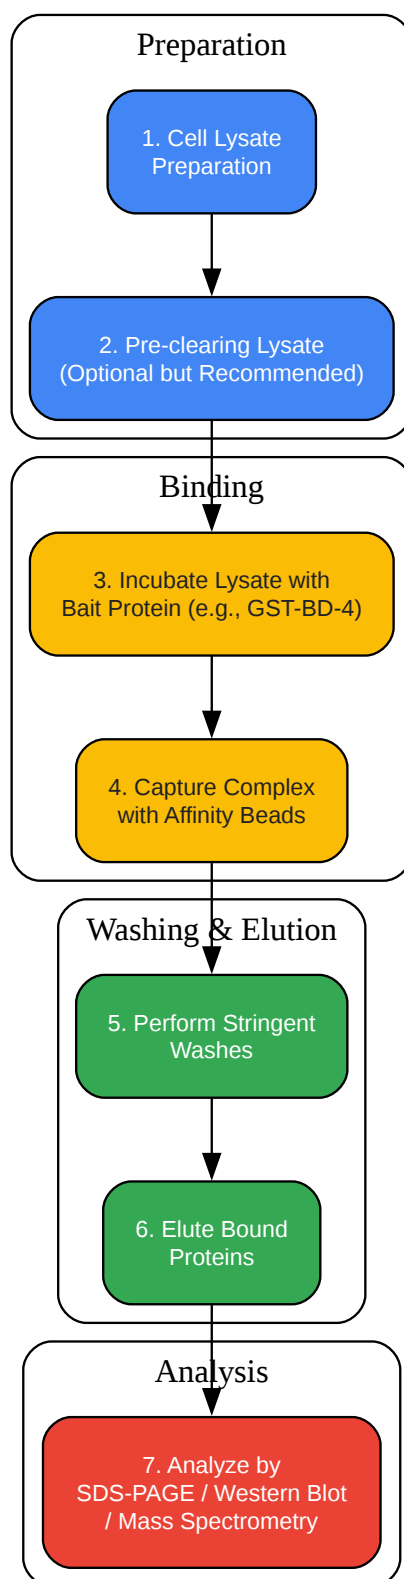 Preparation
1. Cell Lysate
Preparation
2. Pre-clearing Lysate
(Optional but Recommended)
Binding
3. Incubate Lysate with
Bait Protein (e.g., GST-BD-4)
4. Capture Complex
with Affinity Beads
Washing & Elution
5. Perform Stringent
Washes
6. Elute Bound
Proteins
Analysis
7. Analyze by
SDS-PAGE / Western Blot
/ Mass Spectrometry